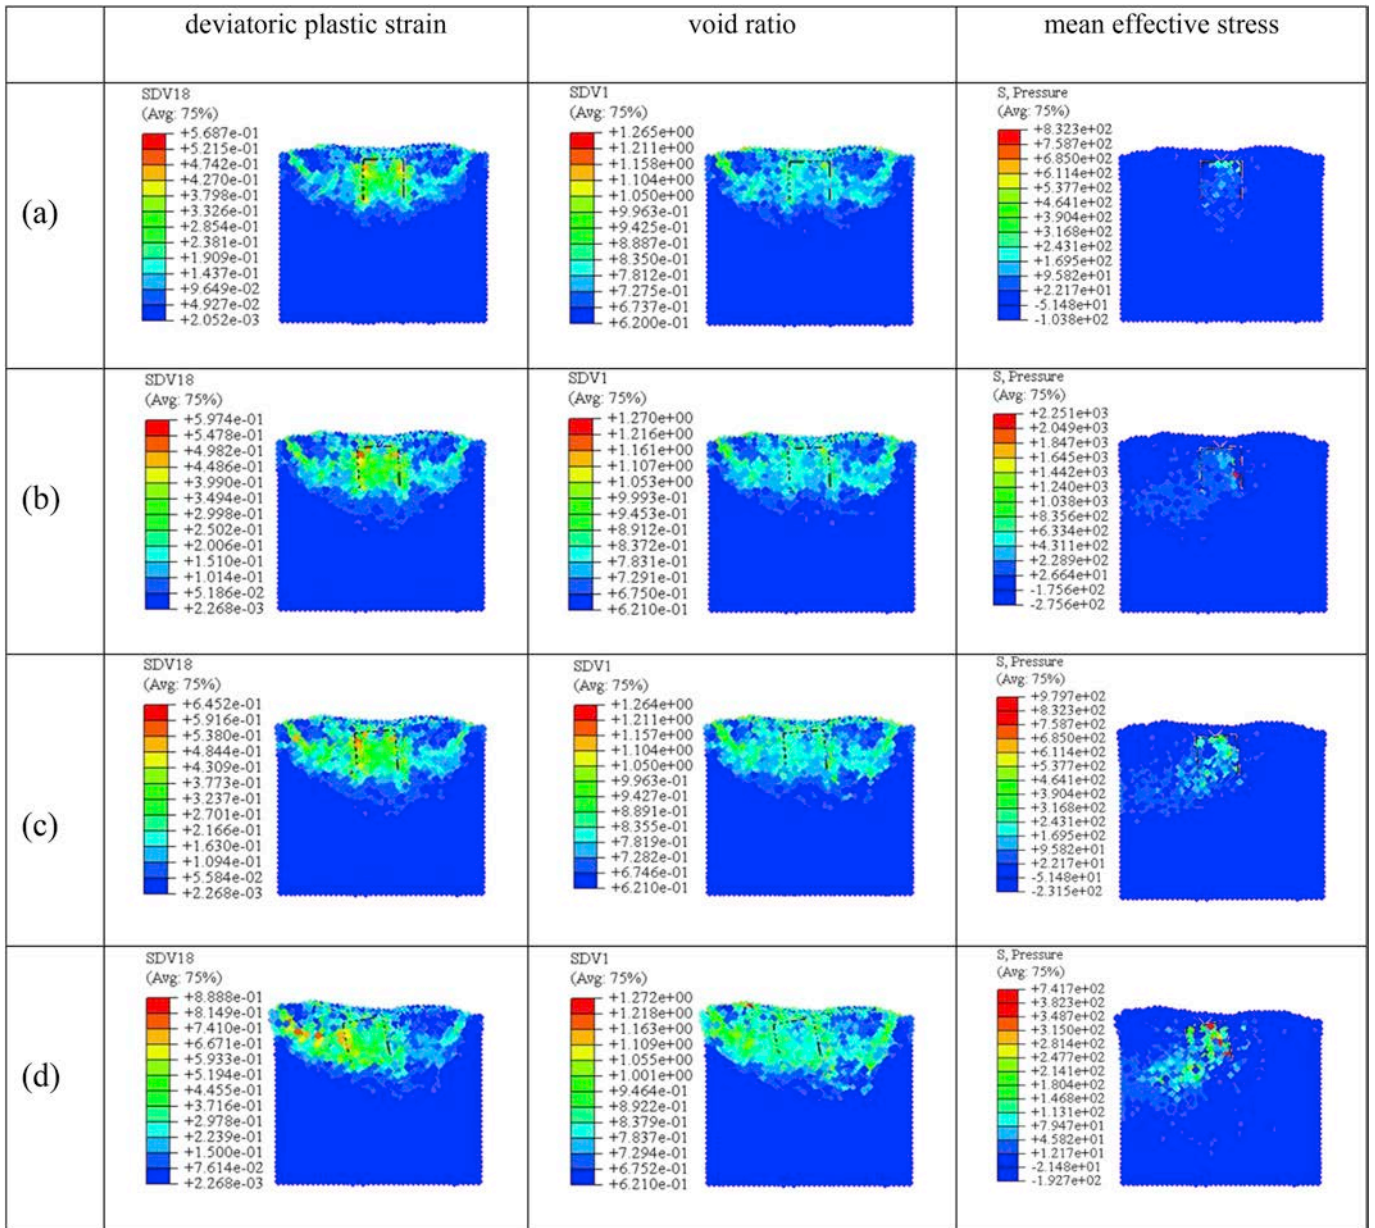 deviatoric plastic strain
void ratio
mean effective stress
(a)
SDV18
(Avg: 75%)
+5.687e-01
+5.215e-01
+4.742e-01
+4.270e-01
+3.798e-01
+3.326e-01
+2.854e-01
+2.381e-01
+1.909e-01
+1.437e-01
+9.649e-02
+4.927e-02
+2.052e-03
SDV1
(Avg: 75%)
+1.265e+00
+1.211e+00
+1.158e+00
+1.104e+00
+1.050e+00
+9.963e-01
+9.425e-01
+8.887e-01
+8.350e-01
+7.812e-01
+7.275e-01
+6.737e-01
+6.200e-01
S, Pressure
(Avg: 75%)
+8.323e+02
+7.587e+02
+6.850e+02
+6.114e+02
+5.377e+02
+4.641e+02
+3.904e+02
+3.168e+02
+2.431e+02
+1.695e+02
+9.582e+01
+2.217e+01
-5.148e+01
-1.038e+02
(b)
SDV18
(Avg: 75%)
+5.974e-01
+5.478e-01
+4.982e-01
+4.486e-01
+3.990e-01
+3.494e-01
+2.998e-01
+2.502e-01
+2.006e-01
+1.510e-01
+1.014e-01
+5.186e-02
+2.268e-03
SDV1
(Avg: 75%)
+1.270e+00
+1.216e+00
+1.161e+00
+1.107e+00
+1.053e+00
+9.993e-01
+9.453e-01
+8.912e-01
+8.372e-01
+7.831e-01
+7.291e-01
+6.750e-01
+6.210e-01
S, Pressure
(Avg: 75%)
+2.251e+03
+2.049e+03
+1.847e+03
+1.645e+03
+1.442e+03
+1.240e+03
+1.038e+03
+8.356e+02
+6.334e+02
+4.311e+02
+2.289e+02
+2.664e+01
-1.756e+02
-2.756e+02
(c)
SDV18
(Avg: 75%)
+6.452e-01
+5.916e-01
+5.380e-01
+4.844e-01
+4.309e-01
+3.773e-01
+3.237e-01
+2.701e-01
+2.166e-01
+1.630e-01
+1.094e-01
+5.584e-02
+2.268e-03
SDV1
(Avg: 75%)
+1.264e+00
+1.211e+00
+1.157e+00
+1.104e+00
+1.050e+00
+9.963e-01
+9.427e-01
+8.891e-01
+8.355e-01
+7.819e-01
+7.282e-01
+6.746e-01
+6.210e-01
S, Pressure
(Avg: 75%)
+9.797e+02
+8.323e+02
+7.587e+02
+6.850e+02
+6.114e+02
+5.377e+02
+4.641e+02
+3.904e+02
+3.168e+02
+2.431e+02
+1.695e+02
+9.582e+01
+2.217e+01
-5.148e+01
-2.315e+02
(d)
SDV18
(Avg: 75%)
+8.888e-01
+8.149e-01
+7.410e-01
+6.671e-01
+5.933e-01
+5.194e-01
+4.455e-01
+3.716e-01
+2.978e-01
+2.239e-01
+1.500e-01
+7.614e-02
+2.268e-03
SDV1
(Avg: 75%)
+1.272e+00
+1.218e+00
+1.163e+00
+1.109e+00
+1.055e+00
+1.001e+00
+9.464e-01
+8.922e-01
+8.379e-01
+7.837e-01
+7.294e-01
+6.752e-01
+6.210e-01
S, Pressure
(Avg: 75%)
+7.417e+02
+3.823e+02
+3.487e+02
+3.150e+02
+2.814e+02
+2.477e+02
+2.141e+02
+1.804e+02
+1.468e+02
+1.131e+02
+7.947e+01
+4.582e+01
+1.217e+01
-2.148e+01
-1.927e+02